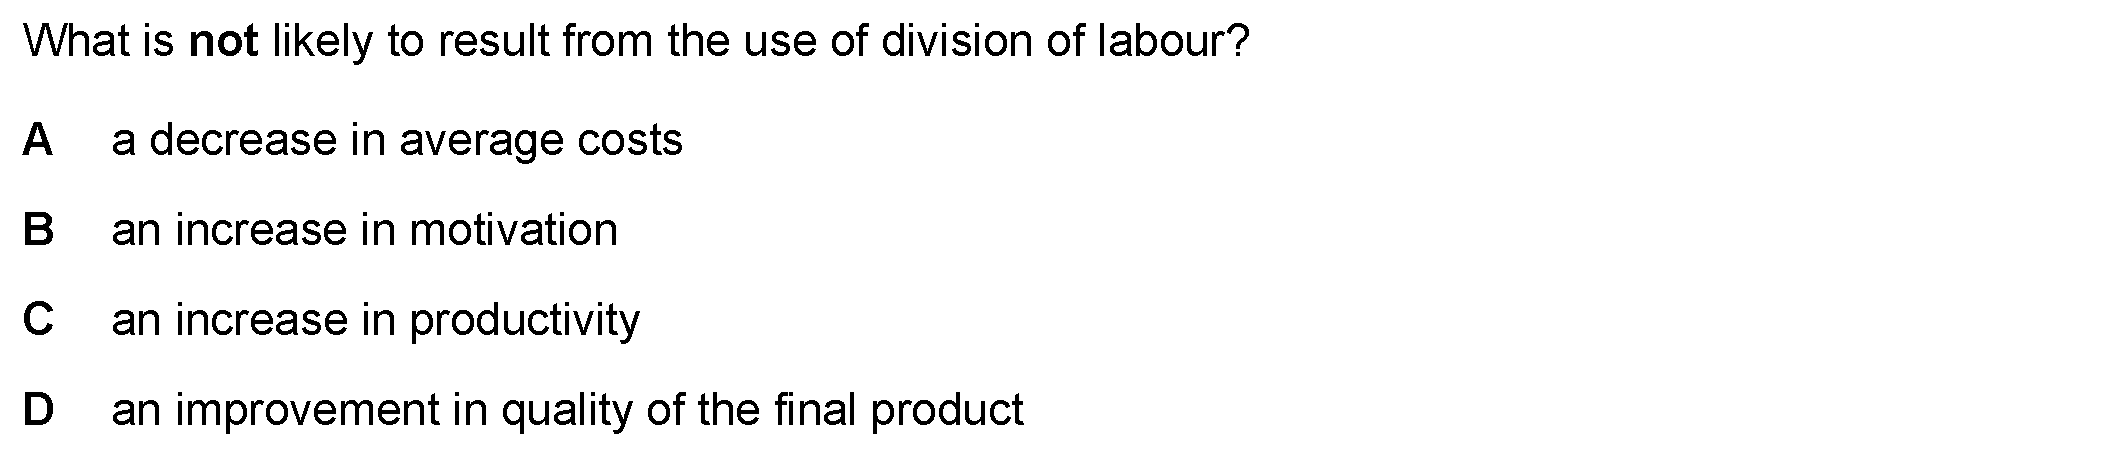 What is not likely to result from the use of division of labour?
A a decrease in average costs
B an increase in motivation
C an increase in productivity
D an improvement in quality of the final product